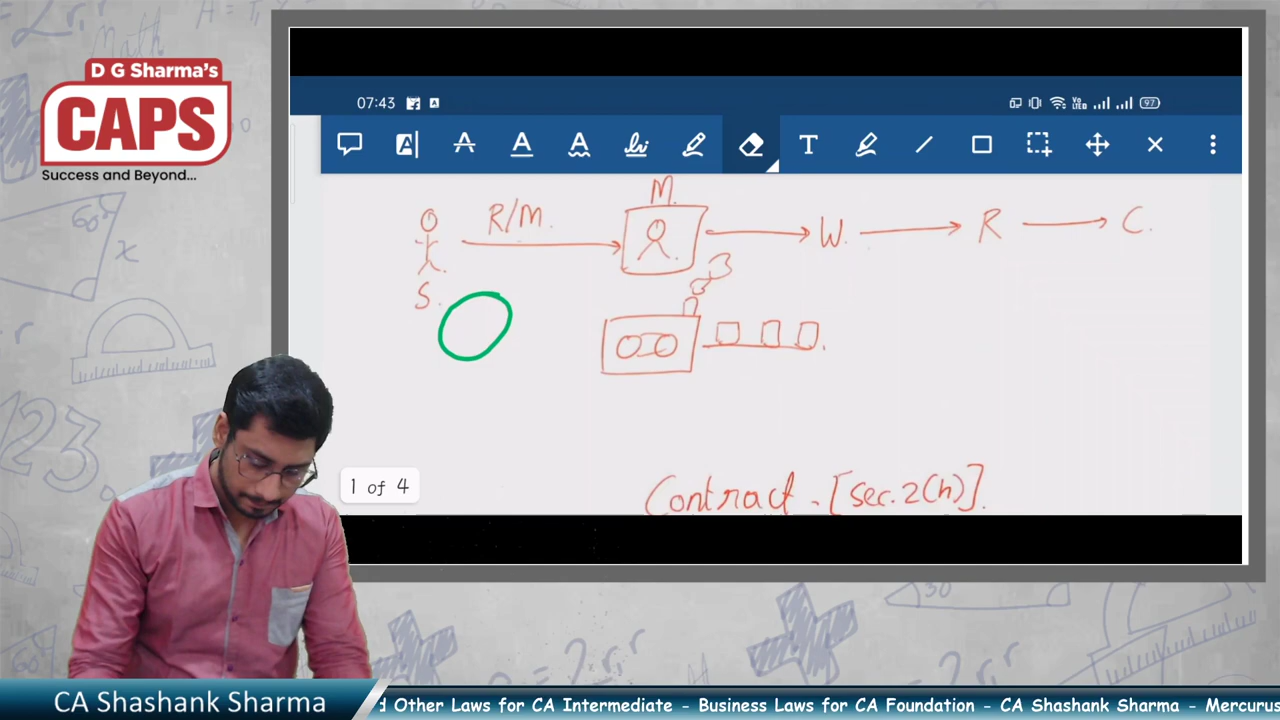 D G Sharma's
CAPS
Success and Beyond...
07:43
97
T
M.
R/M.
W.
R
C.
S.
1 of 4
Contract - [Sec. 2(h)].
CA Shashank Sharma
d Other Laws for CA Intermediate - Business Laws for CA Foundation - CA Shashank Sharma - Mercurus